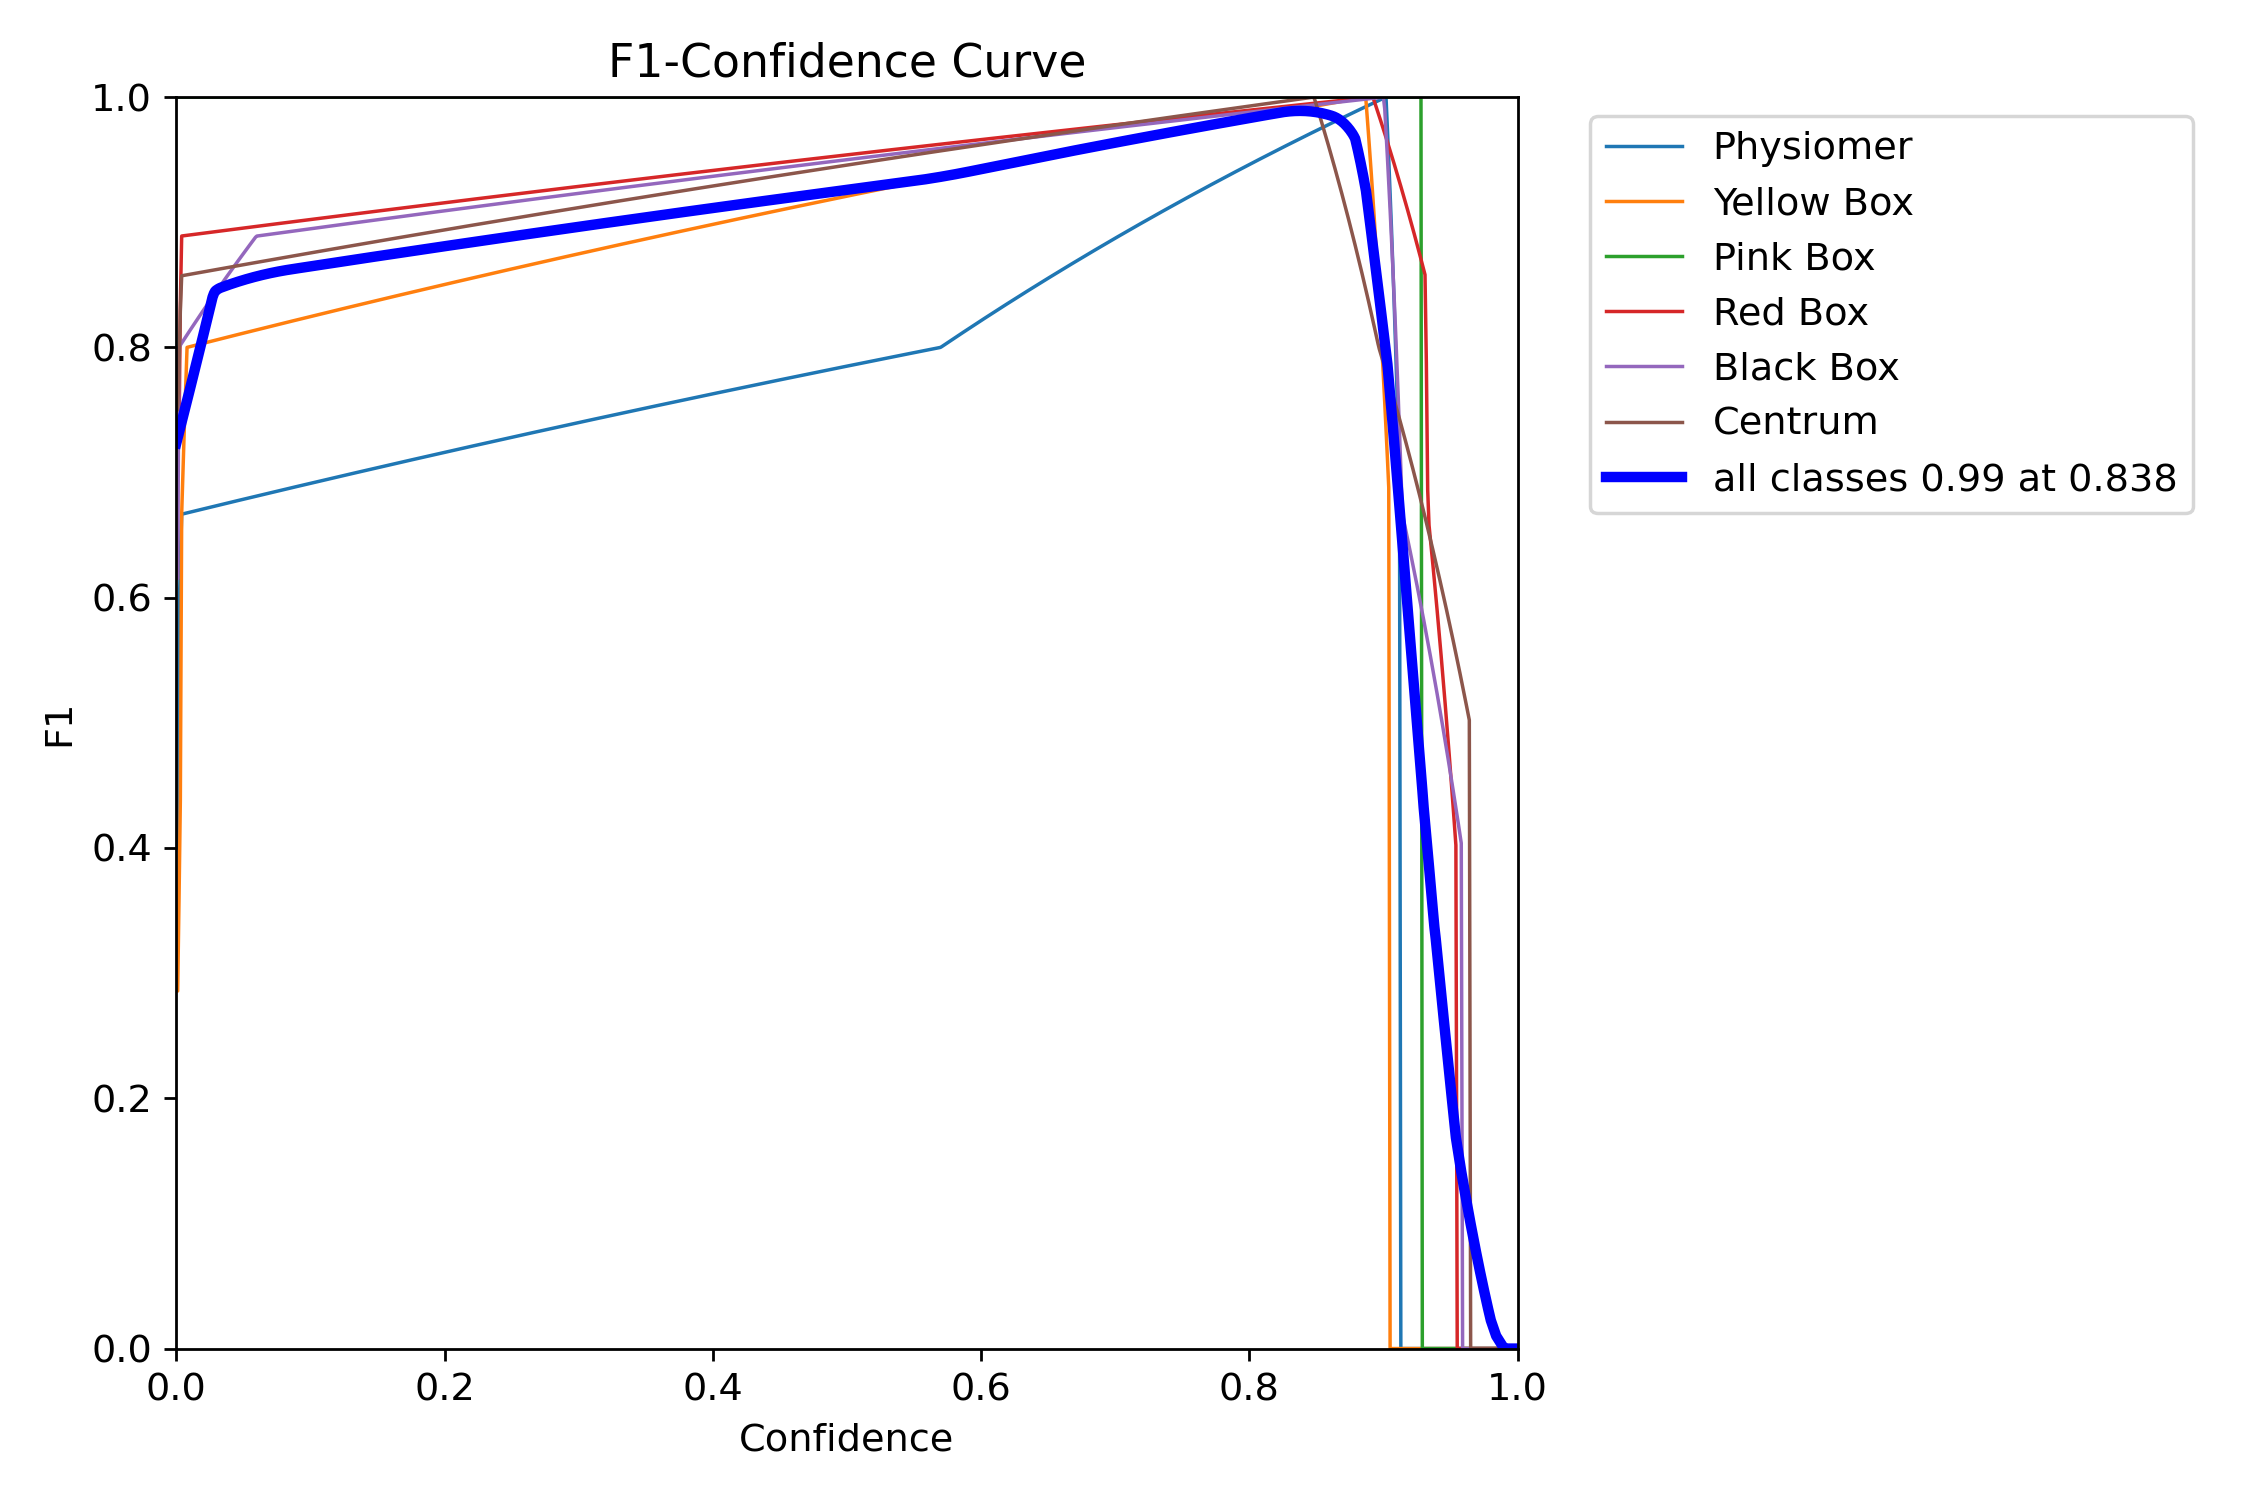 F1-Confidence Curve
1.0
0.8
0.6
0.4
0.2
0.0
F1
0.0 0.2 0.4 0.6 0.8 1.0
Confidence
Physiomer
Yellow Box
Pink Box
Red Box
Black Box
Centrum
all classes 0.99 at 0.838